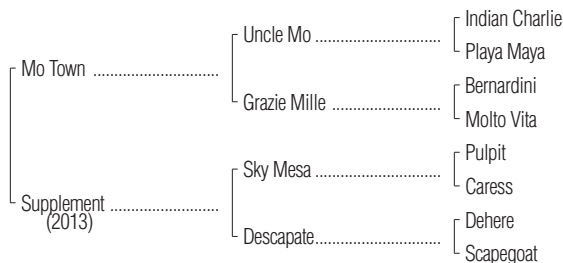 Indian Charlie
Uncle Mo ........................................
Playa Maya
Mo Town ........................................
Bernardini
Grazie Mille ..................................
Molto Vita
Pulpit
Sky Mesa ........................................
Caress
Supplement ..................................
(2013)
Dehere
Descapate........................................
Scapegoat